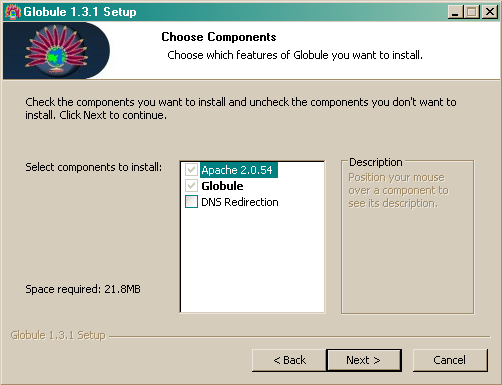 Globule 1.3.1 Setup
Choose Components
Choose which features of Globule you want to install.
Check the components you want to install and uncheck the components you don't want to
install. Click Next to continue.
Select components to install:
Apache 2.0.54
Globule
DNS Redirection
Description
Position your mouse
over a component to
see its description.
Space required: 21.8MB
Globule 1.3.1 Setup
< Back
Next >
Cancel